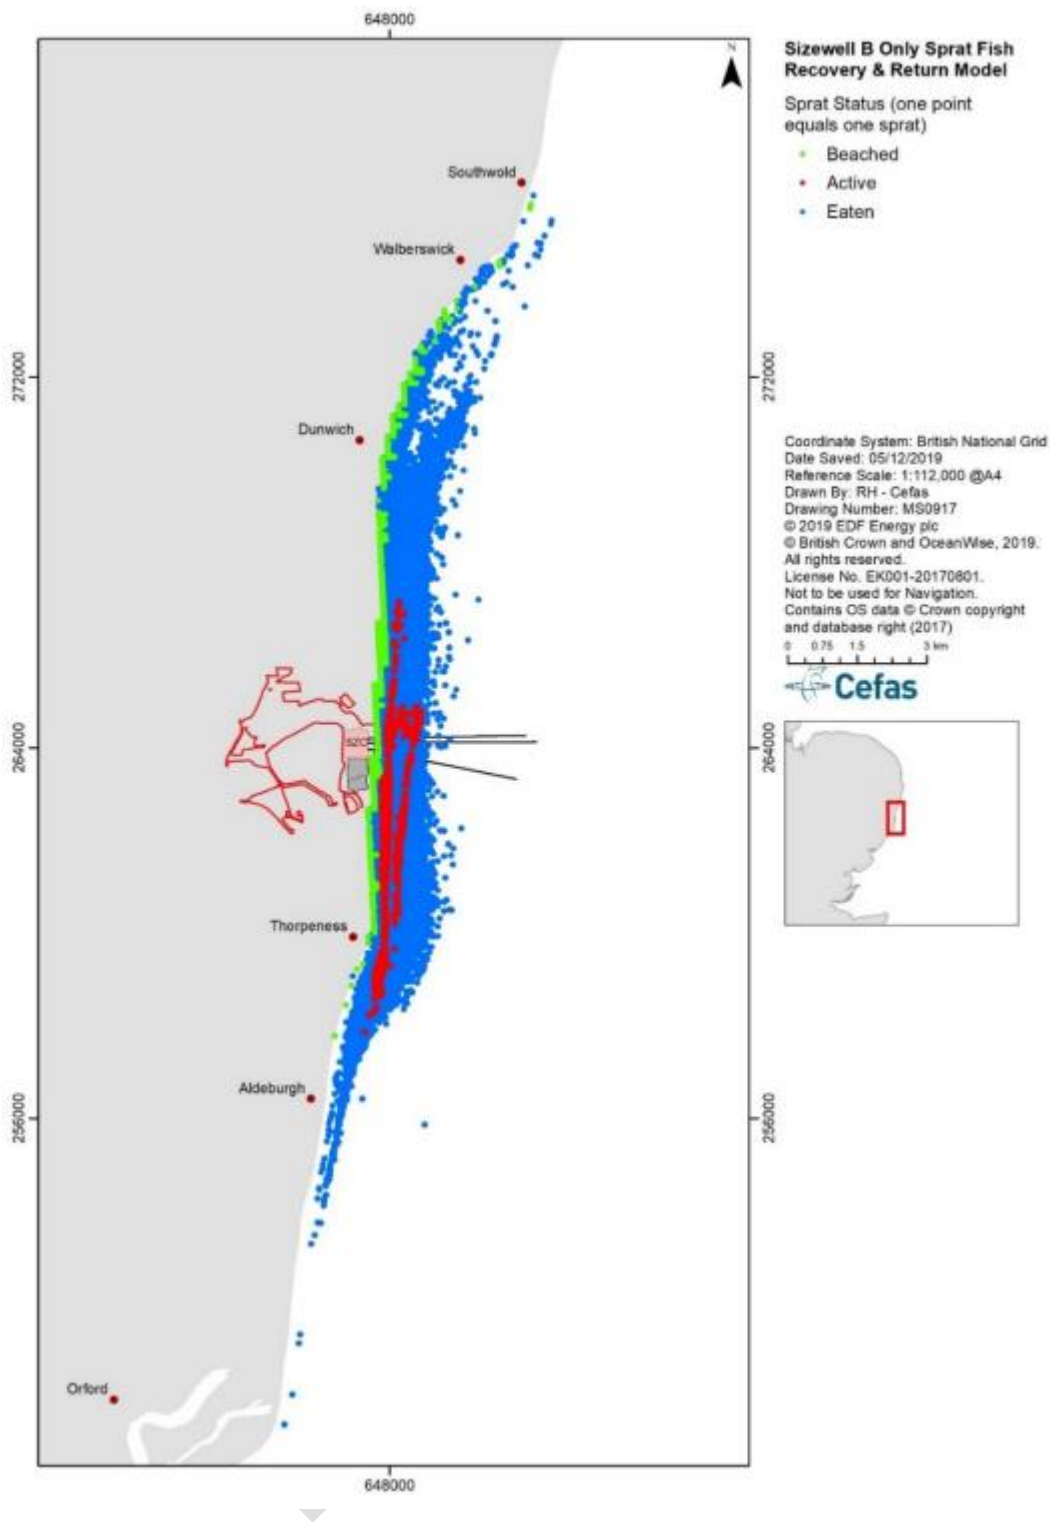 648000
Sizewell B Only Sprat Fish
Recovery & Return Model
N
Sprat Status (one point
equals one sprat)
Beached
Active
Eaten
Southwold
Walberswick
272000
272000
Dunwich
Coordinate System: British National Grid
Date Saved: 05/12/2019
Reference Scale: 1:112,000 @A4
Drawn By: RH - Cefas
Drawing Number: MS0917
© 2019 EDF Energy plc
© British Crown and OceanWise, 2019.
All rights reserved.
License No. EK001-20170801.
Not to be used for Navigation.
Contains OS data © Crown copyright
and database right (2017)
0 0.75 1.5 3 km
Cefas
264000
264000
Thorpeness
Aldeburgh
256000
256000
Orford
648000